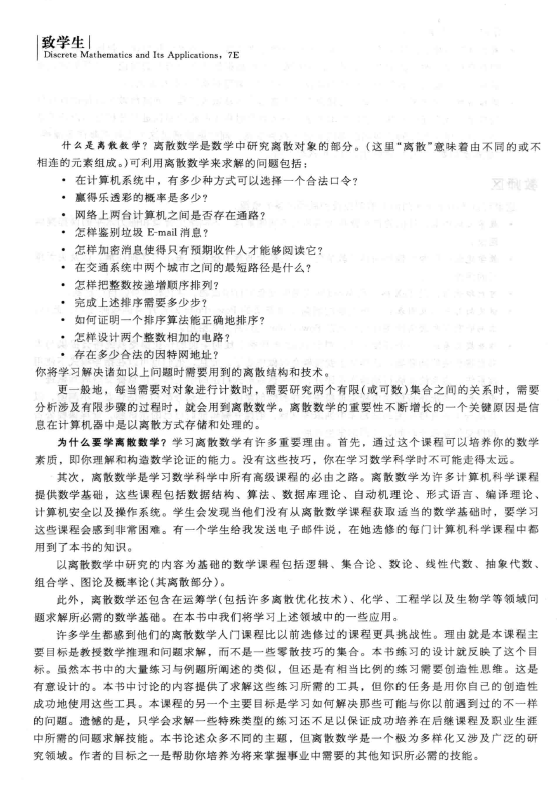 致学生
Discrete Mathematics and Its Applications, 7E
什么是离散数学? 离散数学是数学中研究离散对象的部分。(这里“离散”意味着由不同的或不
相连的元素组成。)可利用离散数学来求解的问题包括:
• 在计算机系统中，有多少种方式可以选择一个合法口令?
• 赢得乐透彩的概率是多少?
• 网络上两台计算机之间是否存在通路?
• 怎样鉴别垃圾 E-mail 消息?
• 怎样加密消息使得只有预期收件人才能够阅读它?
• 在交通系统中两个城市之间的最短路径是什么?
• 怎样把整数按递增顺序排列?
• 完成上述排序需要多少步?
• 如何证明一个排序算法能正确地排序?
• 怎样设计两个整数相加的电路?
• 存在多少合法的因特网地址?
你将学习解决诸如以上问题时需要用到的离散结构和技术。
更一般地，每当需要对对象进行计数时，需要研究两个有限(或可数)集合之间的关系时，需要
分析涉及有限步骤的过程时，就会用到离散数学。离散数学的重要性不断增长的一个关键原因是信
息在计算机器中是以离散方式存储和处理的。
为什么要学离散数学? 学习离散数学有许多重要理由。首先，通过这个课程可以培养你的数学
素质，即你理解和构造数学论证的能力。没有这些技巧，你在学习数学科学时不可能走得太远。
其次，离散数学是学习数学科学中所有高级课程的必由之路。离散数学为许多计算机科学课程
提供数学基础，这些课程包括数据结构、算法、数据库理论、自动机理论、形式语言、编译理论、
计算机安全以及操作系统。学生会发现当他们没有从离散数学课程获取适当的数学基础时，要学习
这些课程会感到非常困难。有一个学生给我发送电子邮件说，在她选修的每门计算机科学课程中都
用到了本书的知识。
以离散数学中研究的内容为基础的数学课程包括逻辑、集合论、数论、线性代数、抽象代数、
组合学、图论及概率论(其离散部分)。
此外，离散数学还包含在运筹学(包括许多离散优化技术)、化学、工程学以及生物学等领域问
题求解所必需的数学基础。在本书中我们将学习上述领域中的一些应用。
许多学生都感到他们的离散数学入门课程比以前选修过的课程更具挑战性。理由就是本课程主
要目标是教授数学推理和问题求解，而不是一些零散技巧的集合。本书练习的设计就反映了这个目
标。虽然本书中的大量练习与例题所阐述的类似，但还是有相当比例的练习需要创造性思维。这是
有意设计的。本书中讨论的内容提供了求解这些练习所需的工具，但你的任务是用你自己的创造性
成功地使用这些工具。本课程的另一个主要目标是学习如何解决那些可能与你以前遇到过的不一样
的问题。遗憾的是，只学会求解一些特殊类型的练习还不足以保证成功培养在后继课程及职业生涯
中所需的问题求解技能。本书论述众多不同的主题，但离散数学是一个极为多样化又涉及广泛的研
究领域。作者的目标之一是帮助你培养为将来掌握事业中需要的其他知识所必需的技能。